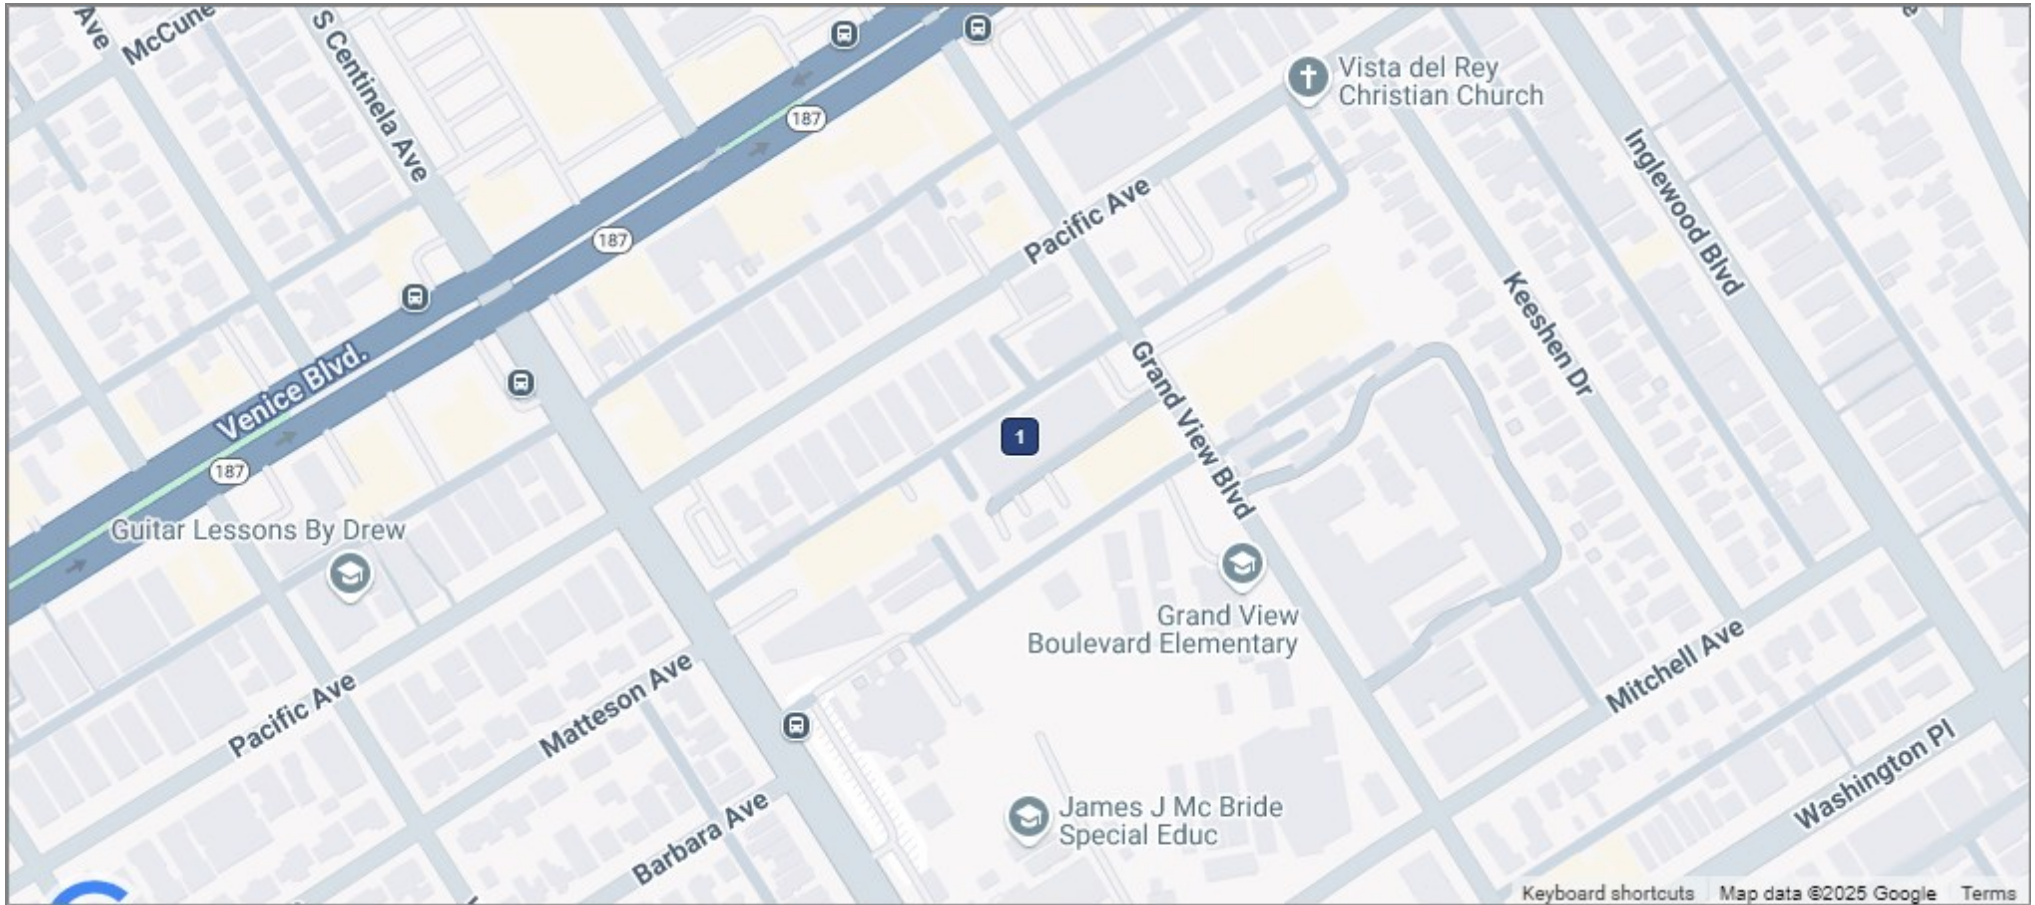 Ave
McCune
S Centinela Ave
187
Vista del Rey
Christian Church
Inglewood Blvd
Pacific Ave
187
Keeshen Dr
Venice Blvd.
Grand View Blvd
1
187
Guitar Lessons By Drew
Grand View
Boulevard Elementary
Mitchell Ave
Pacific Ave
Matteson Ave
Washington Pl
James J Mc Bride
Special Educ
Barbara Ave
Keyboard shortcuts
Map data ©2025 Google
Terms